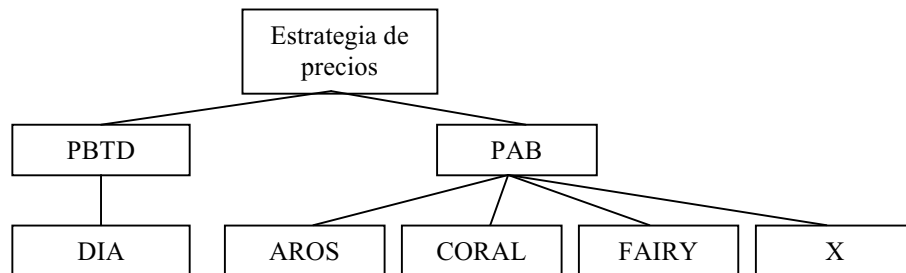 Estrategia de
precios
PBTD
PAB
DIA
AROS
CORAL
FAIRY
X